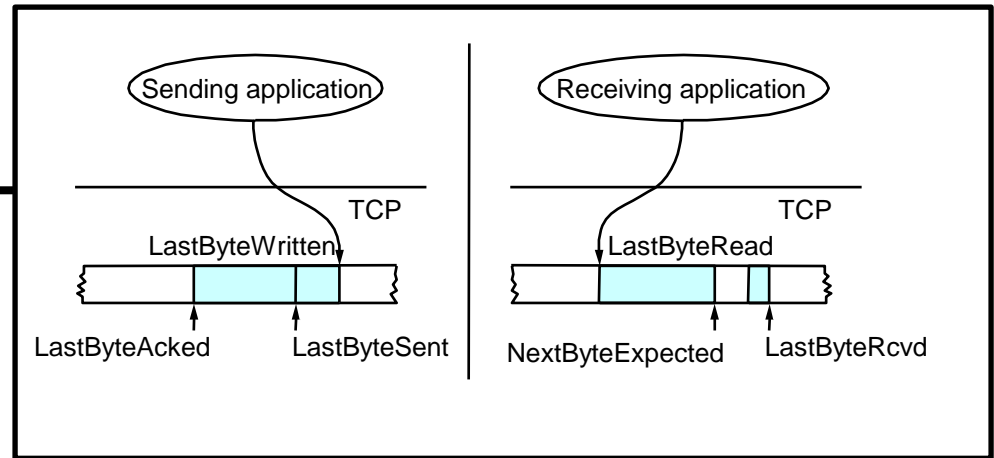 Sending application
Receiving application
TCP
TCP
LastByteWritten
LastByteRead
LastByteAcked
LastByteSent
NextByteExpected
LastByteRcvd